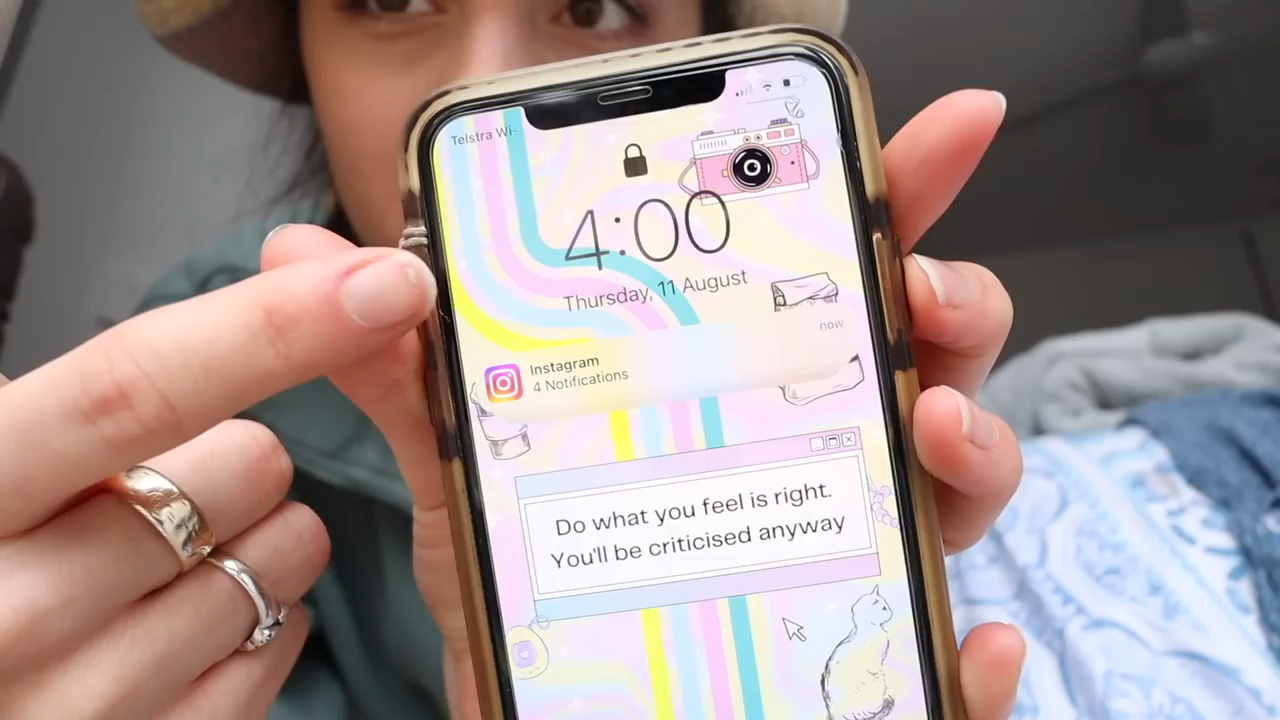 Telstra Wi-
4:00
Thursday, 11 August
now
Instagram
4 Notifications
Do what you feel is right.
You'll be criticised anyway